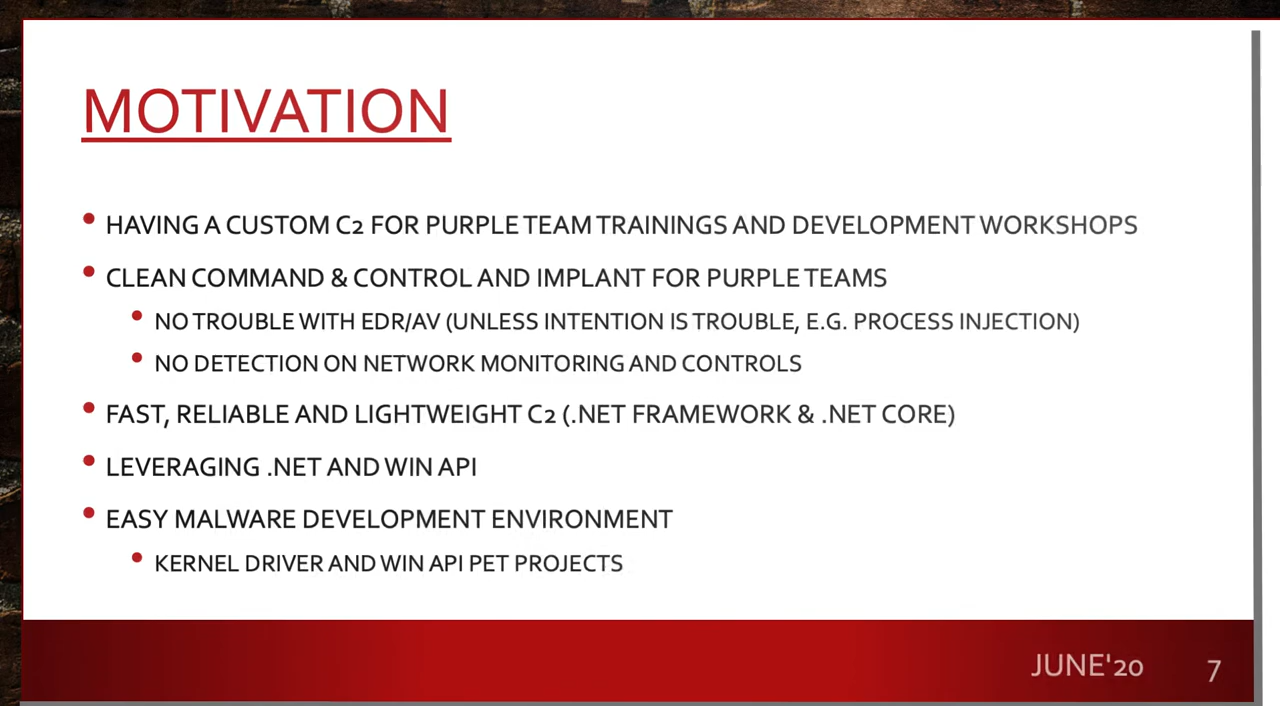 MOTIVATION
HAVING A CUSTOM C2 FOR PURPLE TEAM TRAININGS AND DEVELOPMENT WORKSHOPS
CLEAN COMMAND & CONTROL AND IMPLANT FOR PURPLE TEAMS
NO TROUBLE WITH EDR/AV (UNLESS INTENTION IS TROUBLE, E.G. PROCESS INJECTION)
NO DETECTION ON NETWORK MONITORING AND CONTROLS
FAST, RELIABLE AND LIGHTWEIGHT C2 (.NET FRAMEWORK & .NET CORE)
LEVERAGING .NET AND WIN API
EASY MALWARE DEVELOPMENT ENVIRONMENT
KERNEL DRIVER AND WIN API PET PROJECTS
JUNE'20 7